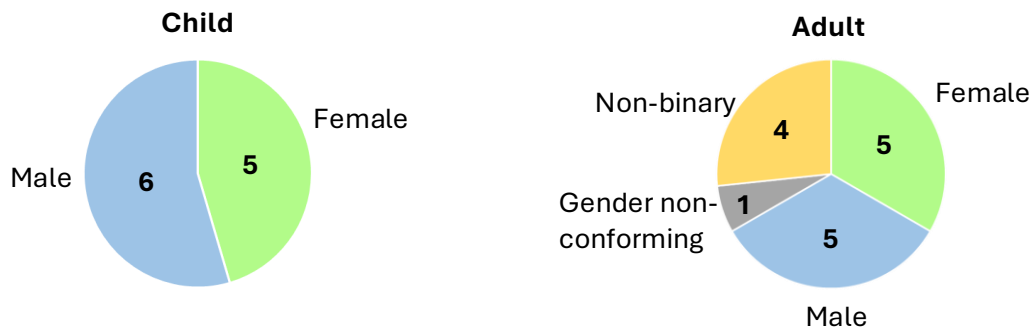 Child
Female
5
Male
6
Adult
Non-binary
4
Female
5
Gender non-
conforming
1
5
Male